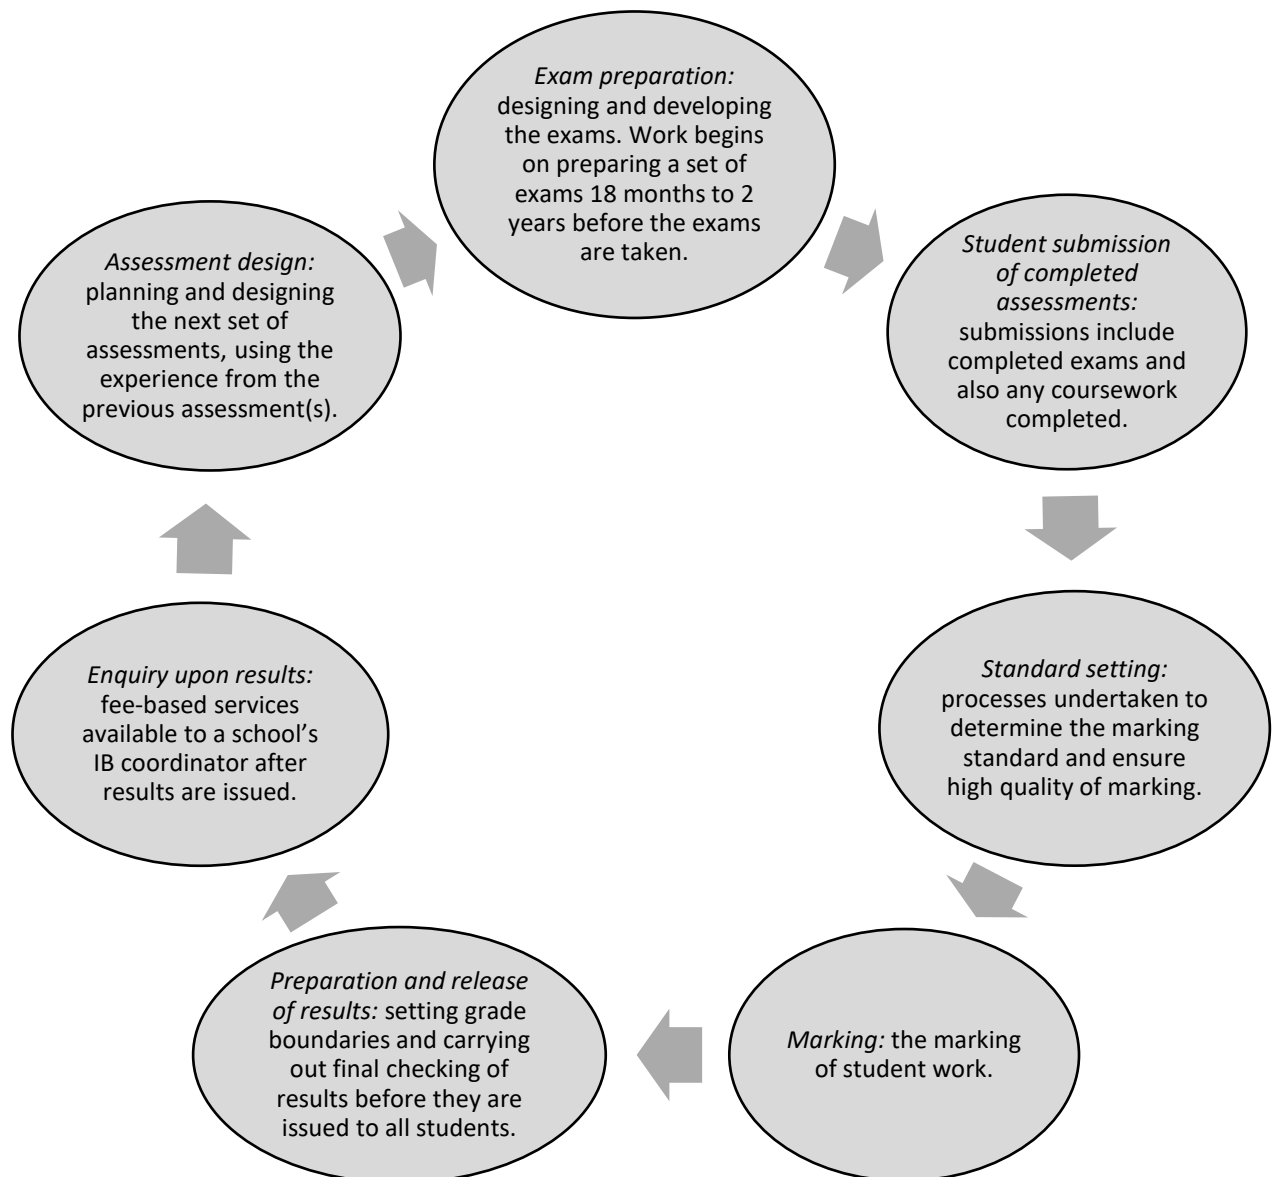 Exam preparation:
designing and developing
the exams. Work begins
on preparing a set of
exams 18 months to 2
years before the exams
are taken.
Student submission
of completed
assessments:
submissions include
completed exams and
also any coursework
completed.
Standard setting:
processes undertaken to
determine the marking
standard and ensure
high quality of marking.
Marking: the marking
of student work.
Preparation and release
of results: setting grade
boundaries and carrying
out final checking of
results before they are
issued to all students.
Enquiry upon results:
fee-based services
available to a school’s
IB coordinator after
results are issued.
Assessment design:
planning and designing
the next set of
assessments, using the
experience from the
previous assessment(s).